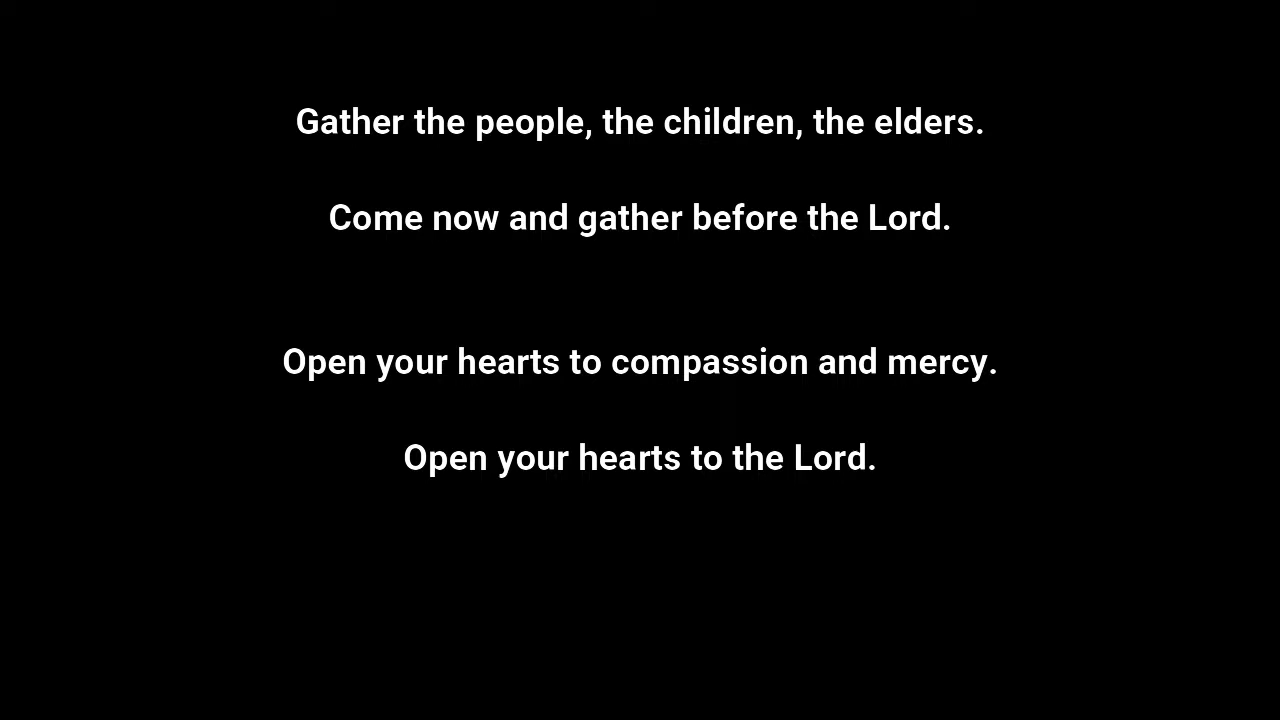 Gather the people, the children, the elders.
Come now and gather before the Lord.
Open your hearts to compassion and mercy.
Open your hearts to the Lord.